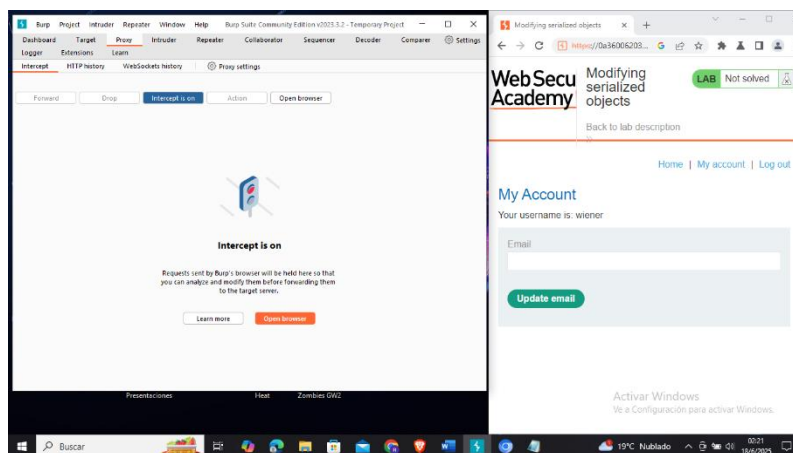 Burp Project Intruder Repeater Window Help Burp Suite Community Edition v2023.3.2 - Temporary Project
Dashboard Target Proxy Intruder Repeater Collaborator Sequencer Decoder Comparer Settings
Logger Extensions Learn
Intercept HTTP history WebSockets history Proxy settings
Forward Drop Intercept is on Action Open browser
Intercept is on
Requests sent by Burp's browser will be held here so that
you can analyze and modify them before forwarding them
to the target server.
Learn more Open browser
Presentaciones Heat Zombies GW2
Modifying serialized objects
https://0a36006203...
WebSecu
Academy
Modifying
serialized
objects
LAB Not solved
Back to lab description
Home | My account | Log out
My Account
Your username is: wiener
Email
Update email
Activar Windows
Ve a Configuración para activar Windows.
Buscar
19°C Nublado
02:21
18/6/2025